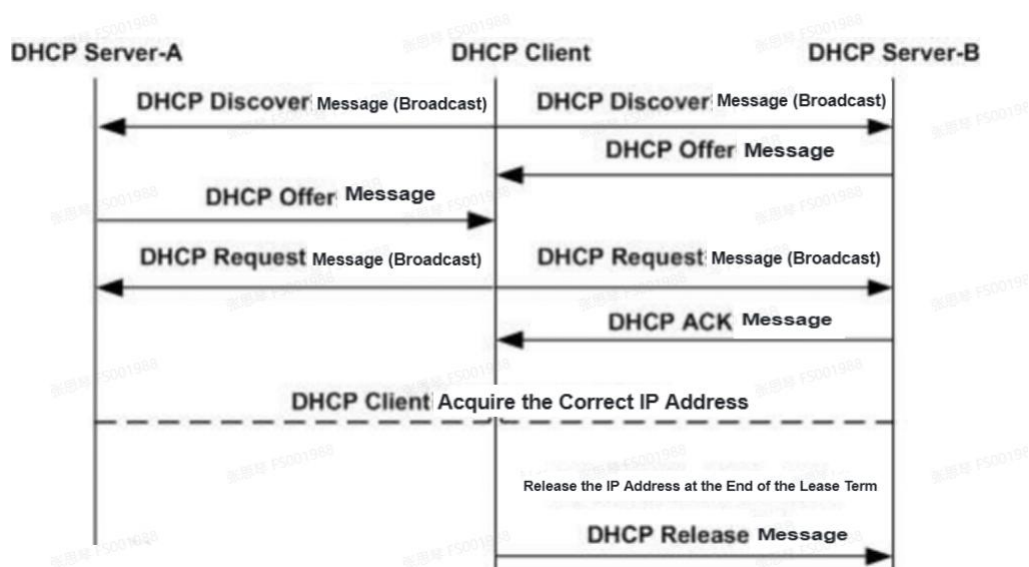 DHCP Server-A DHCP Client DHCP Server-B
DHCP Discover Message (Broadcast) DHCP Discover Message (Broadcast)
DHCP Offer Message
DHCP Offer Message
DHCP Request Message (Broadcast) DHCP Request Message (Broadcast)
DHCP ACK Message
DHCP Client Acquire the Correct IP Address
Release the IP Address at the End of the Lease Term
DHCP Release Message
FS001988